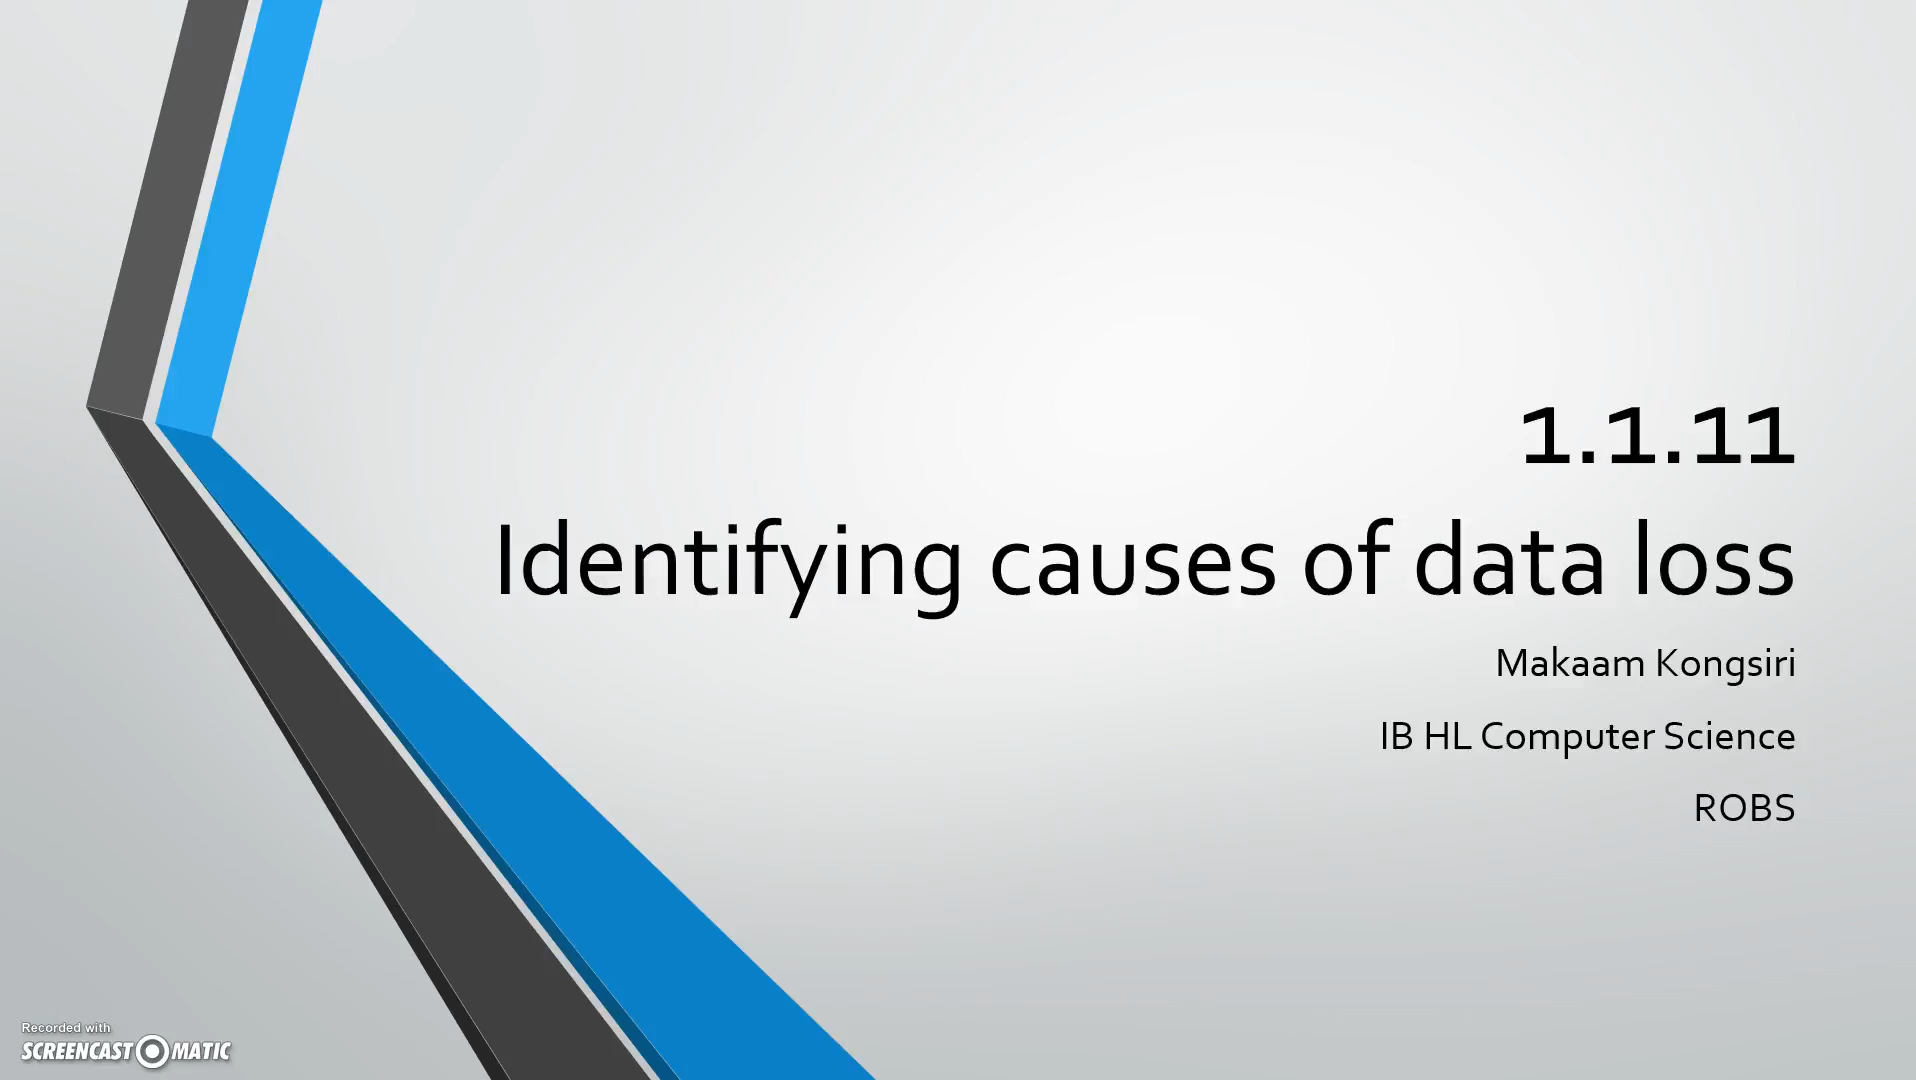 1.1.11
Identifying causes of data loss
Makaam Kongsiri
IB HL Computer Science
ROBS
Recorded with
SCREENCAST MATIC